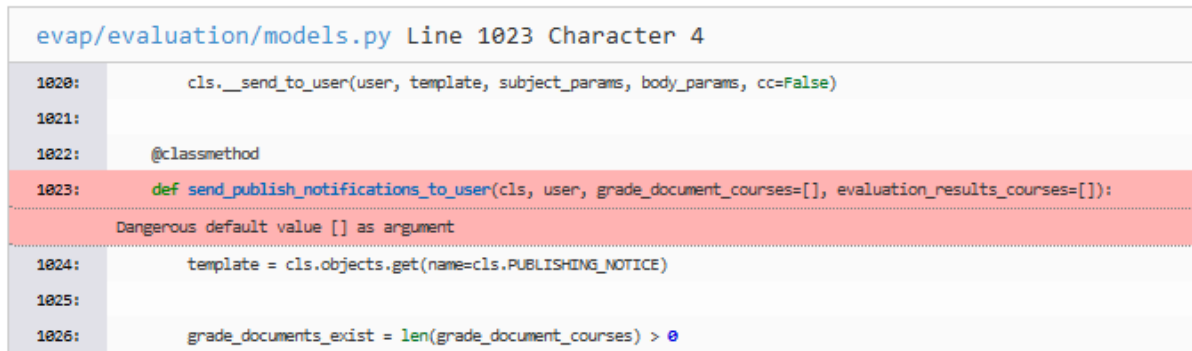 evap/evaluation/models.py Line 1023 Character 4
1020: cls.__send_to_user(user, template, subject_params, body_params, cc=False)
1021:
1022: @classmethod
1023: def send_publish_notifications_to_user(cls, user, grade_document_courses=[], evaluation_results_courses=[]):
Dangerous default value [] as argument
1024: template = cls.objects.get(name=cls.PUBLISHING_NOTICE)
1025:
1026: grade_documents_exist = len(grade_document_courses) > 0